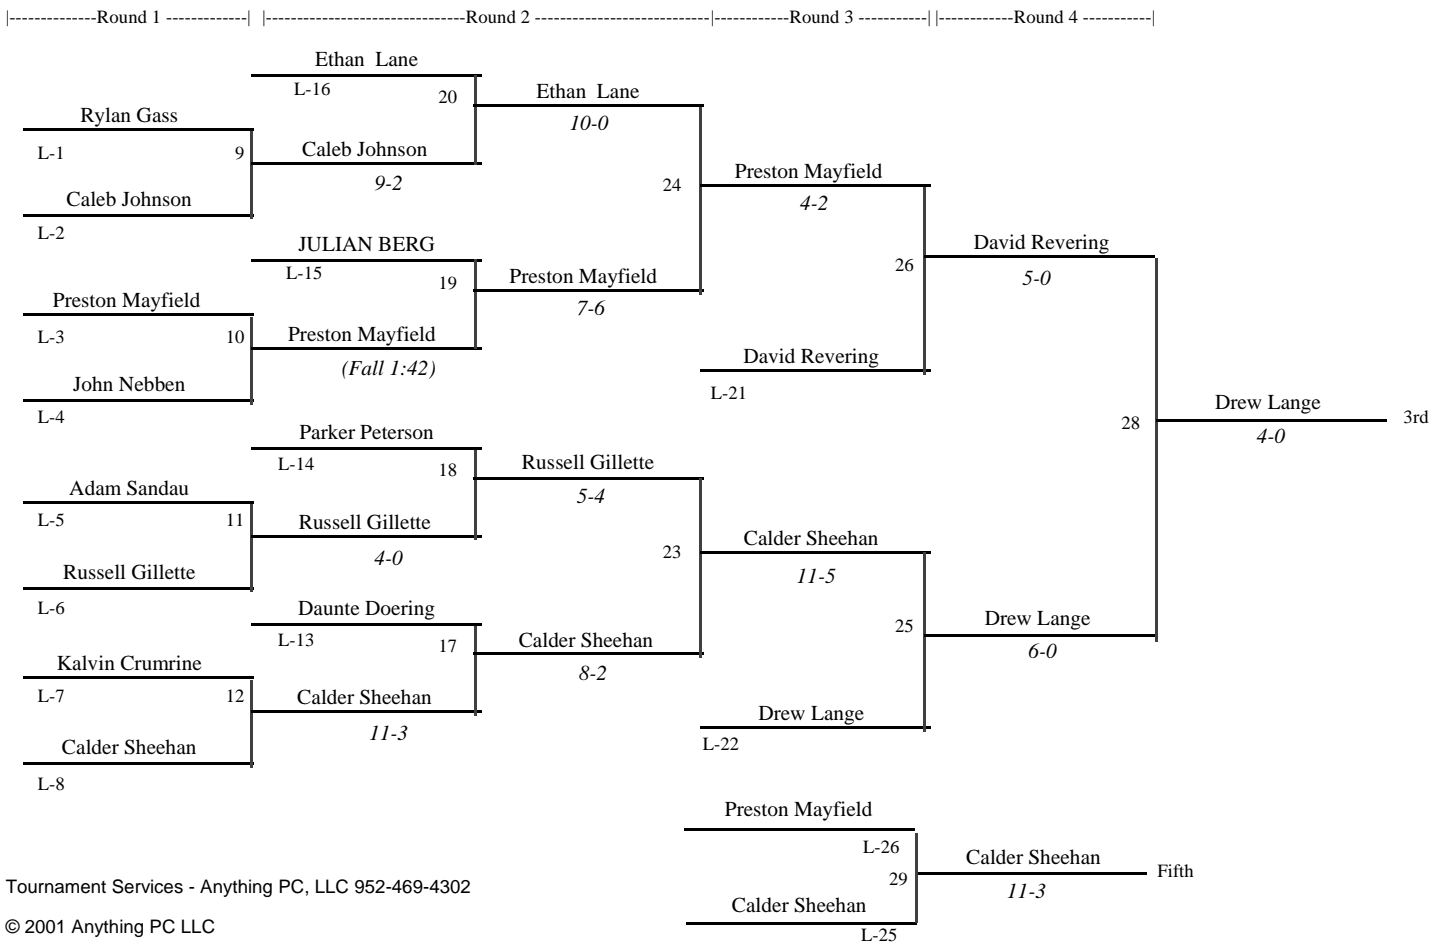 |--------------Round 1 -------------| |-----------------------------Round 2 -------------------------|-----------Round 3 ----------| |-----------Round 4 ----------|
Ethan Lane
L-16
20
Ethan Lane
10-0
Rylan Gass
L-1
9
Caleb Johnson
9-2
Caleb Johnson
L-2
24
Preston Mayfield
4-2
JULIAN BERG
L-15
19
Preston Mayfield
7-6
Preston Mayfield
L-3
10
Preston Mayfield
(Fall 1:42)
John Nebben
L-4
26
David Revering
5-0
David Revering
L-21
28
Drew Lange
4-0
3rd
Parker Peterson
L-14
18
Russell Gillette
5-4
Adam Sandau
L-5
11
Russell Gillette
4-0
Russell Gillette
L-6
23
Calder Sheehan
11-5
Daunte Doering
L-13
17
Calder Sheehan
8-2
Kalvin Crumrine
L-7
12
Calder Sheehan
11-3
Calder Sheehan
L-8
25
Drew Lange
6-0
Drew Lange
L-22
Preston Mayfield
L-26
29
Calder Sheehan
11-3
Fifth
Calder Sheehan
L-25
Tournament Services - Anything PC, LLC 952-469-4302
© 2001 Anything PC LLC